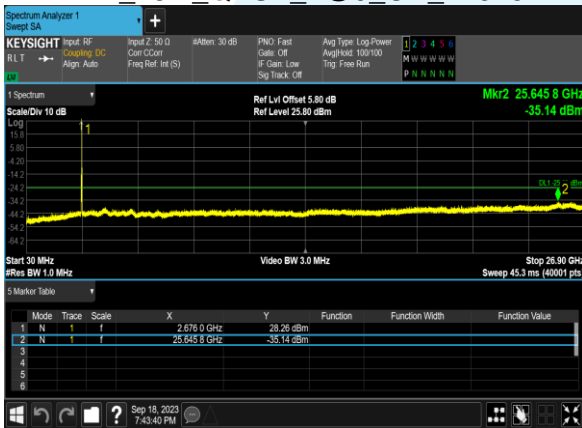 Spectrum Analyzer 1
Swept SA
KEYSIGHT Input: RF Input Z: 50 Ω #Atten: 30 dB PNO: Fast Avg Type: Log-Power 1 2 3 4 5 6
RLT Coupling: DC Corr CCorr Gate: Off Avg|Hold: 100/100 M W W W W W
Align: Auto Freq Ref: Int (S) IF Gain: Low Trig: Free Run
LU Sig Track: Off P N N N N N
1 Spectrum Ref Lvl Offset 5.80 dB Mkr2 25.645 8 GHz
Scale/Div 10 dB Ref Level 25.80 dBm -35.14 dBm
Log
15.8 1
5.80
-4.20
-14.2
-24.2 2
-34.2
-44.2
-54.2
-64.2
Start 30 MHz Video BW 3.0 MHz Stop 26.90 GHz
#Res BW 1.0 MHz Sweep 45.3 ms (40001 pts
5 Marker Table
Mode Trace Scale X Y Function Function Width Function Value
1 N 1 f 2.676 0 GHz 28.26 dBm
2 N 1 f 25.645 8 GHz -35.14 dBm
3
4
5
6
? Sep 18, 2023
7:43:40 PM